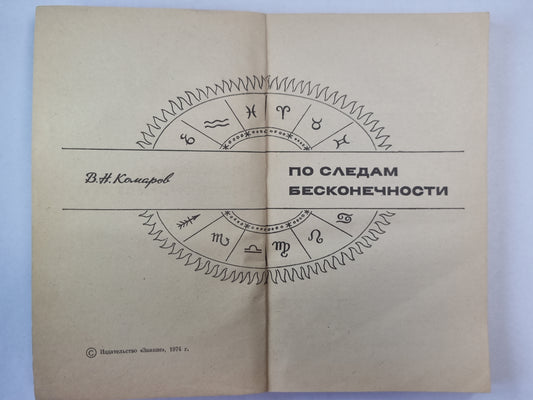 В. Н. Комаров
ПО СЛЕДАМ
БЕСКОНЕЧНОСТИ
© Издательство «Знание», 1974 г.